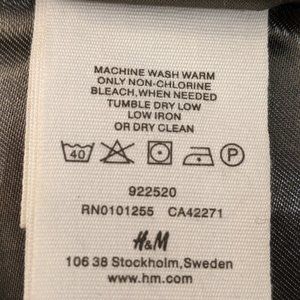 MACHINE WASH WARM
ONLY NON-CHLORINE
BLEACH,WHEN NEEDED
TUMBLE DRY LOW
LOW IRON
OR DRY CLEAN
40 P
922520
RN0101255 CA42271
H&M
106 38 Stockholm,Sweden
www.hm.com